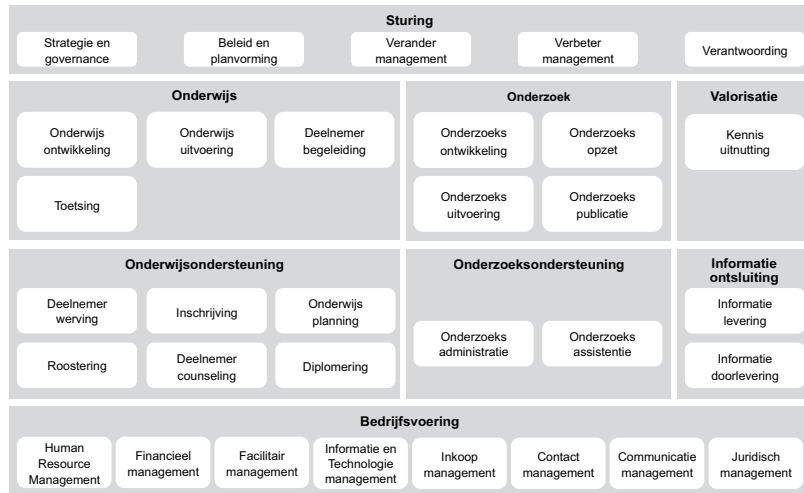 Sturing
Strategie en
governance
Beleid en
planvorming
Verander
management
Verbeter
management
Verantwoording
Onderwijs
Onderwijs
ontwikkeling
Onderwijs
uitvoering
Deelnemer
begeleiding
Toetsing
Onderzoek
Onderzoeks
ontwikkeling
Onderzoeks
opzet
Onderzoeks
uitvoering
Onderzoeks
publicatie
Valorisatie
Kennis
uitnutting
Onderwijsondersteuning
Deelnemer
werving
Inschrijving
Onderwijs
planning
Roostering
Deelnemer
counseling
Diplomering
Onderzoeksondersteuning
Onderzoeks
administratie
Onderzoeks
assistentie
Informatie
ontsluiting
Informatie
levering
Informatie
doorlevering
Bedrijfsvoering
Human
Resource
Management
Financieel
management
Facilitair
management
Informatie en
Technologie
management
Inkoop
management
Contact
management
Communicatie
management
Juridisch
management